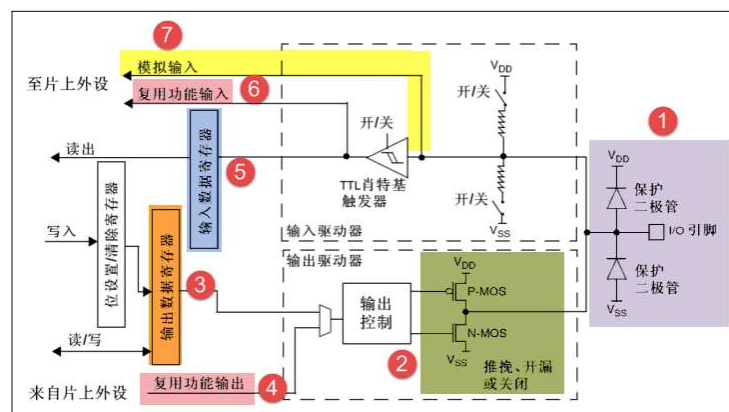 7
模拟输入
至片上外设
复用功能输入
6
开/关
VDD
开/关
1
读出
输入数据寄存器
5
TTL肖特基
触发器
开/关
VSS
输入驱动器
VDD
保护
二极管
I/O 引脚
保护
二极管
VSS
写入
位设置/清除寄存器
输出数据寄存器
3
输出驱动器
输出
控制
VDD
P-MOS
N-MOS
VSS
推挽、开漏
或关闭
2
读/写
来自片上外设
复用功能输出
4